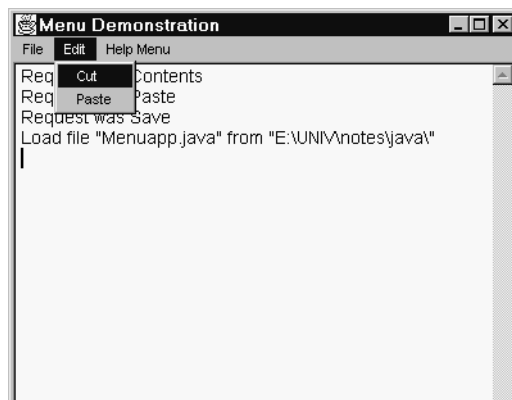 Menu Demonstration
File Edit Help Menu
Cut
Paste
Req Contents
Req Paste
Request was Save
Load file "Menuapp.java" from "E:\UNIV\notes\java\"